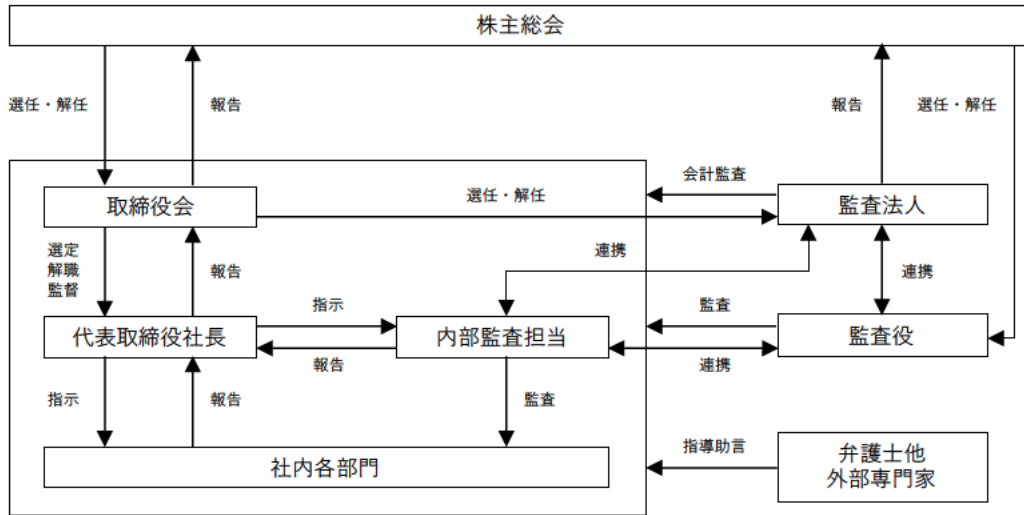 株主総会
選任・解任
報告
報告
選任・解任
会計監査
取締役会
選任・解任
監査法人
選定
解職
監督
報告
連携
連携
指示
監査
代表取締役社長
内部監査担当
監査役
報告
連携
指示
報告
監査
社内各部門
指導助言
弁護士他
外部専門家